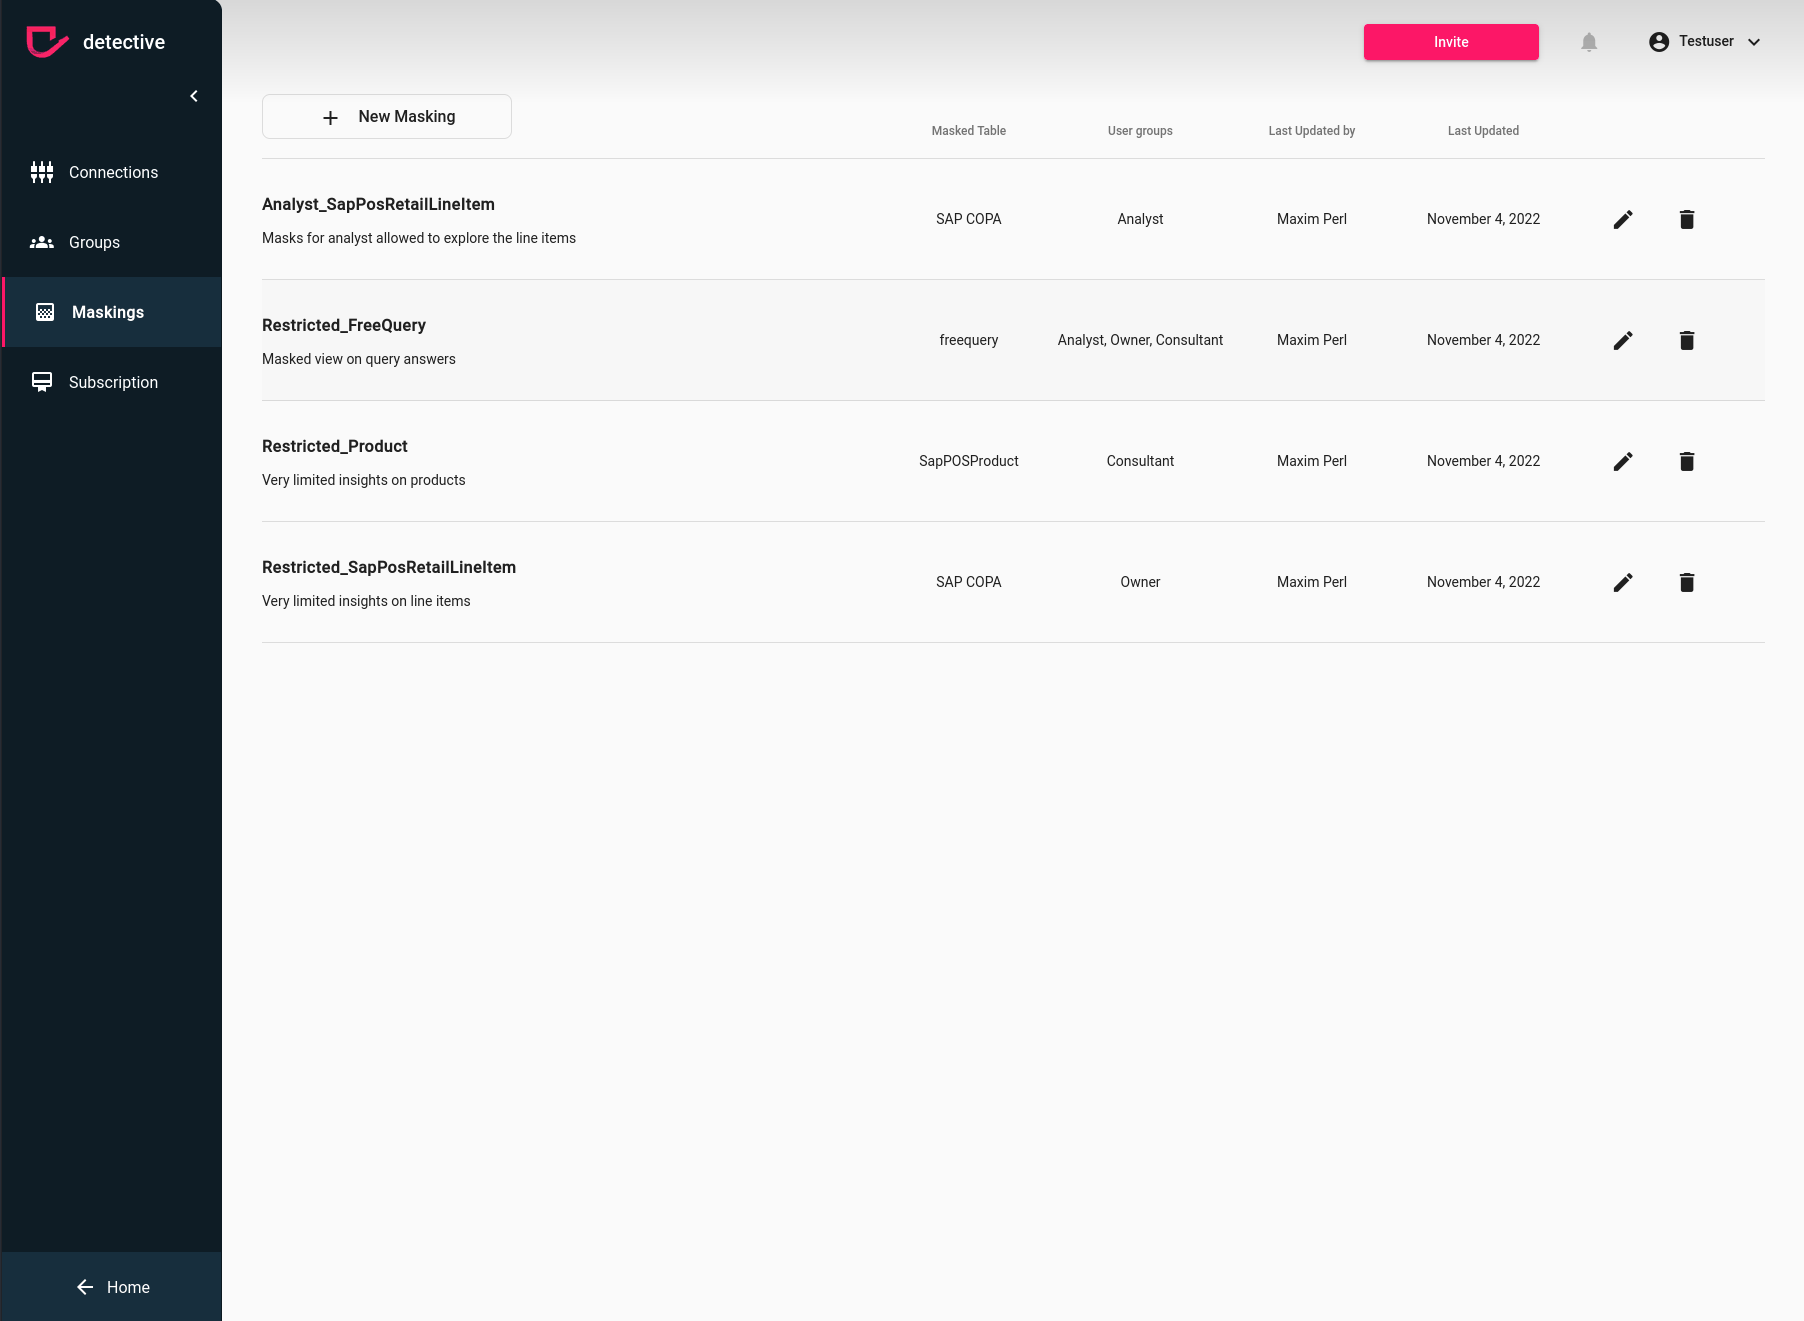 detective
Invite
Testuser
Connections
Groups
Maskings
Subscription
Home
New Masking
Masked Table User groups Last Updated by Last Updated
Analyst_SapPosRetailLineItem
Masks for analyst allowed to explore the line items
SAP COPA Analyst Maxim Perl November 4, 2022
Restricted_FreeQuery
Masked view on query answers
freequery Analyst, Owner, Consultant Maxim Perl November 4, 2022
Restricted_Product
Very limited insights on products
SapPOSProduct Consultant Maxim Perl November 4, 2022
Restricted_SapPosRetailLineItem
Very limited insights on line items
SAP COPA Owner Maxim Perl November 4, 2022